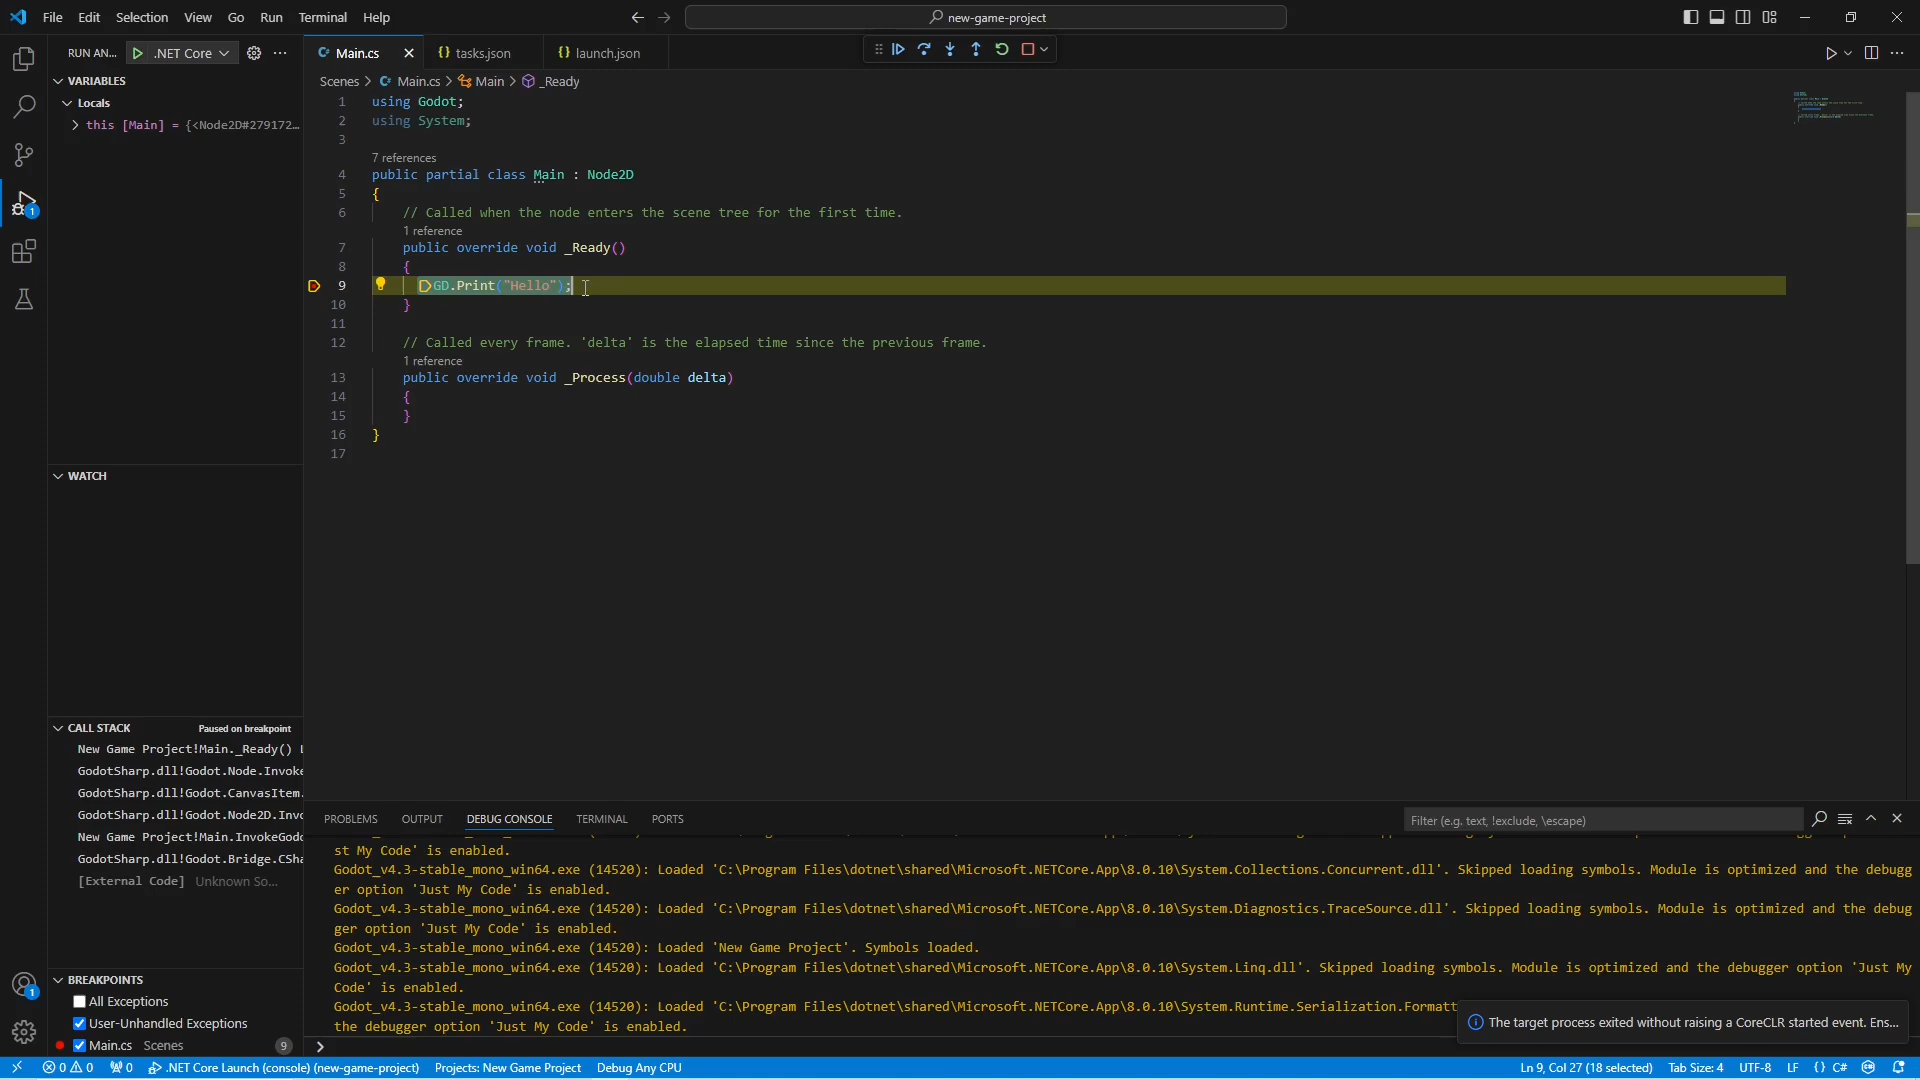 File Edit Selection View Go Run Terminal Help
new-game-project
RUN AN... .NET Core
Main.cs
tasks.json
launch.json
VARIABLES
Locals
this [Main] = {<Node2D#279172...
WATCH
CALL STACK Paused on breakpoint
New Game Project!Main._Ready()
GodotSharp.dll!Godot.Node.Invoke
GodotSharp.dll!Godot.CanvasItem.
GodotSharp.dll!Godot.Node2D.Invo
New Game Project!Main.InvokeGodo
GodotSharp.dll!Godot.Bridge.CSha
[External Code] Unknown So...
BREAKPOINTS
All Exceptions
User-Unhandled Exceptions
Main.cs Scenes 9
Scenes > Main.cs > Main > _Ready
1 using Godot;
2 using System;
3
7 references
4 public partial class Main : Node2D
5 {
6 // Called when the node enters the scene tree for the first time.
1 reference
7 public override void _Ready()
8 {
9 GD.Print("Hello");
10 }
11
12 // Called every frame. 'delta' is the elapsed time since the previous frame.
1 reference
13 public override void _Process(double delta)
14 {
15 }
16 }
17
PROBLEMS OUTPUT DEBUG CONSOLE TERMINAL PORTS
Filter (e.g. text, !exclude, \escape)
st My Code' is enabled.
Godot_v4.3-stable_mono_win64.exe (14520): Loaded 'C:\Program Files\dotnet\shared\Microsoft.NETCore.App\8.0.10\System.Collections.Concurrent.dll'. Skipped loading symbols. Module is optimized and the debugg
er option 'Just My Code' is enabled.
Godot_v4.3-stable_mono_win64.exe (14520): Loaded 'C:\Program Files\dotnet\shared\Microsoft.NETCore.App\8.0.10\System.Diagnostics.TraceSource.dll'. Skipped loading symbols. Module is optimized and the debug
ger option 'Just My Code' is enabled.
Godot_v4.3-stable_mono_win64.exe (14520): Loaded 'New Game Project'. Symbols loaded.
Godot_v4.3-stable_mono_win64.exe (14520): Loaded 'C:\Program Files\dotnet\shared\Microsoft.NETCore.App\8.0.10\System.Linq.dll'. Skipped loading symbols. Module is optimized and the debugger option 'Just My
Code' is enabled.
Godot_v4.3-stable_mono_win64.exe (14520): Loaded 'C:\Program Files\dotnet\shared\Microsoft.NETCore.App\8.0.10\System.Runtime.Serialization.Formatt
the debugger option 'Just My Code' is enabled.
The target process exited without raising a CoreCLR started event. Ens...
0 0 0 .NET Core Launch (console) (new-game-project) Projects: New Game Project Debug Any CPU
Ln 9, Col 27 (18 selected) Tab Size: 4 UTF-8 LF {} C#